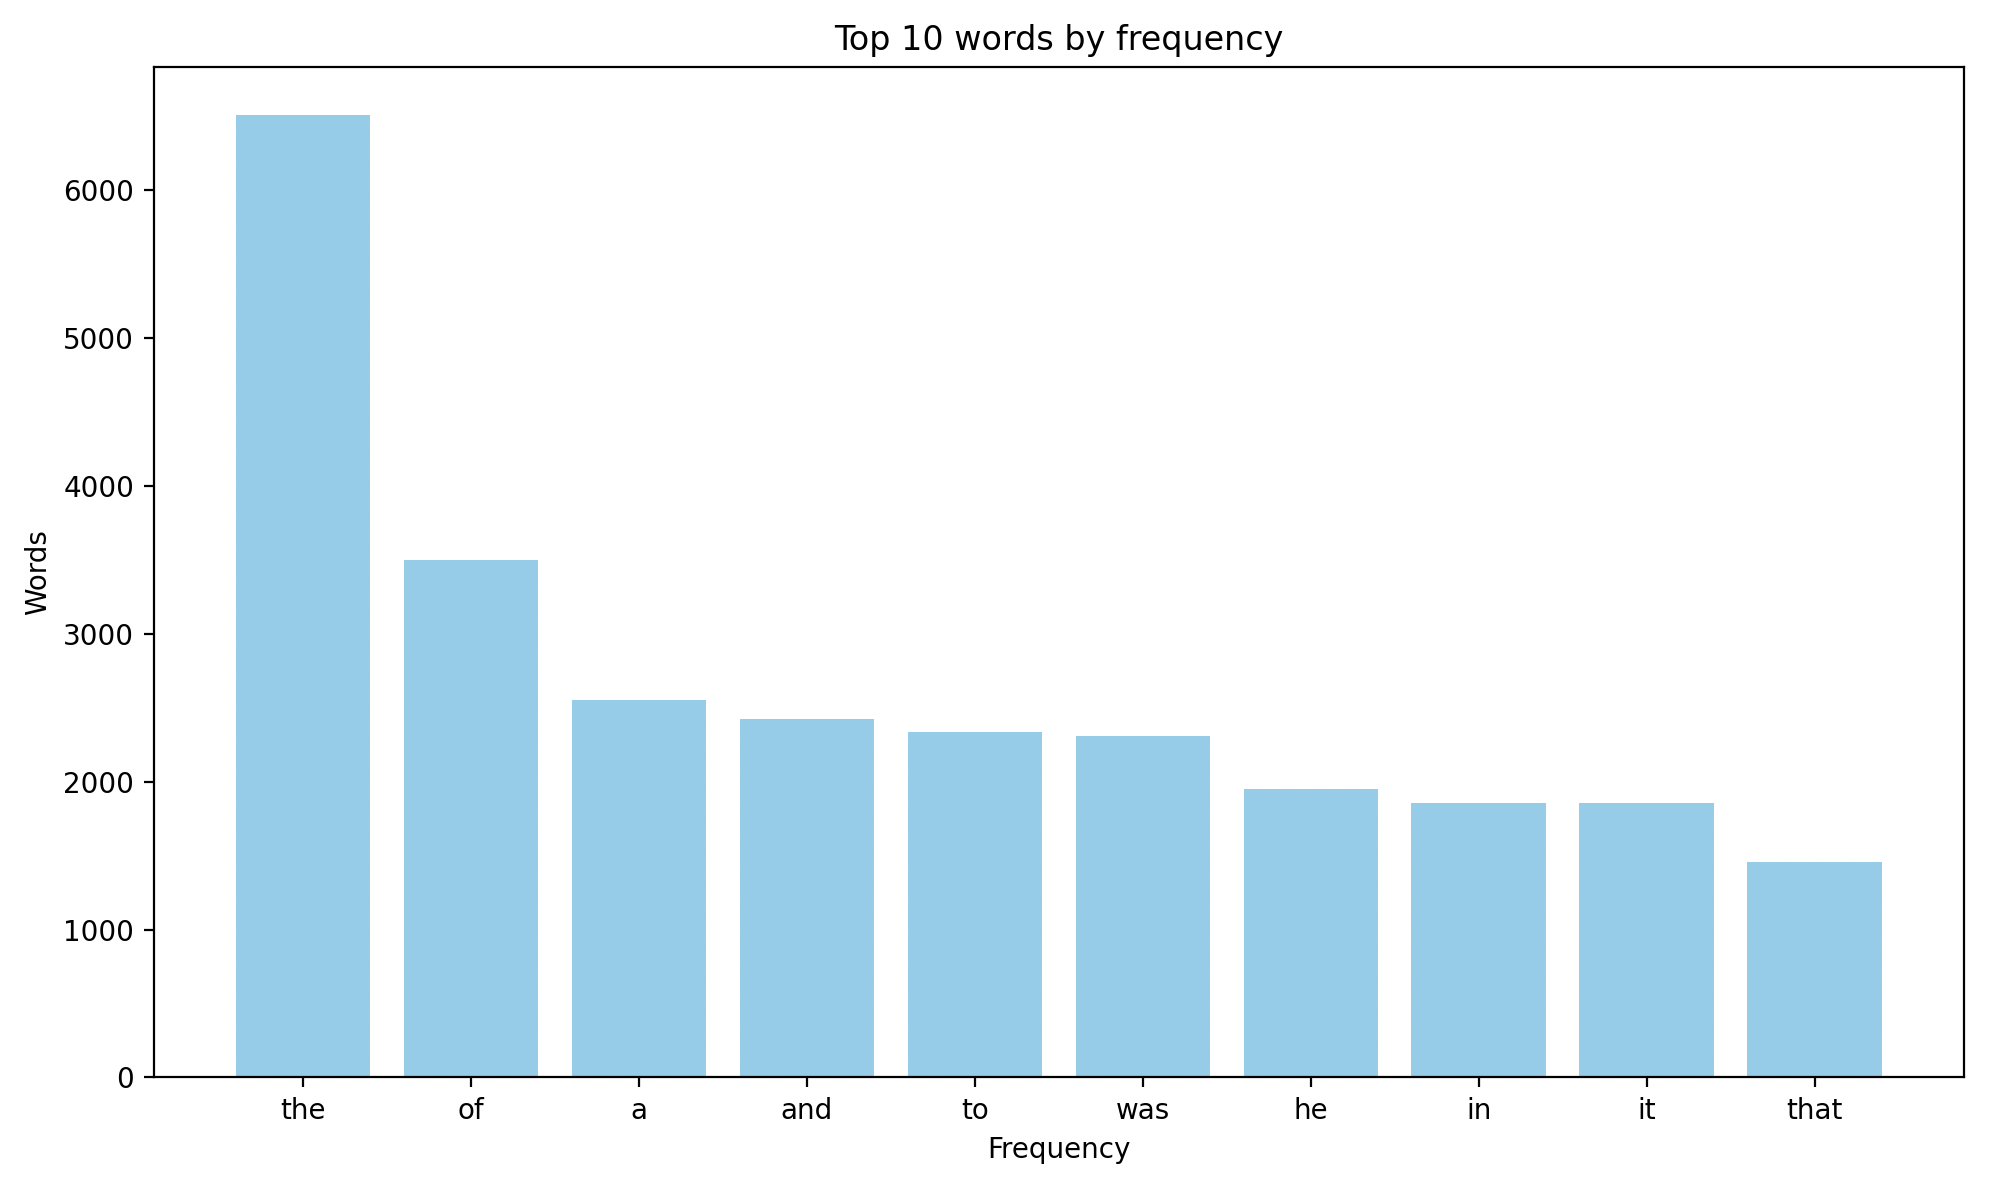 Top 10 words by frequency
6000
5000
4000
3000
2000
1000
0
Words
the of a and to was he in it that
Frequency